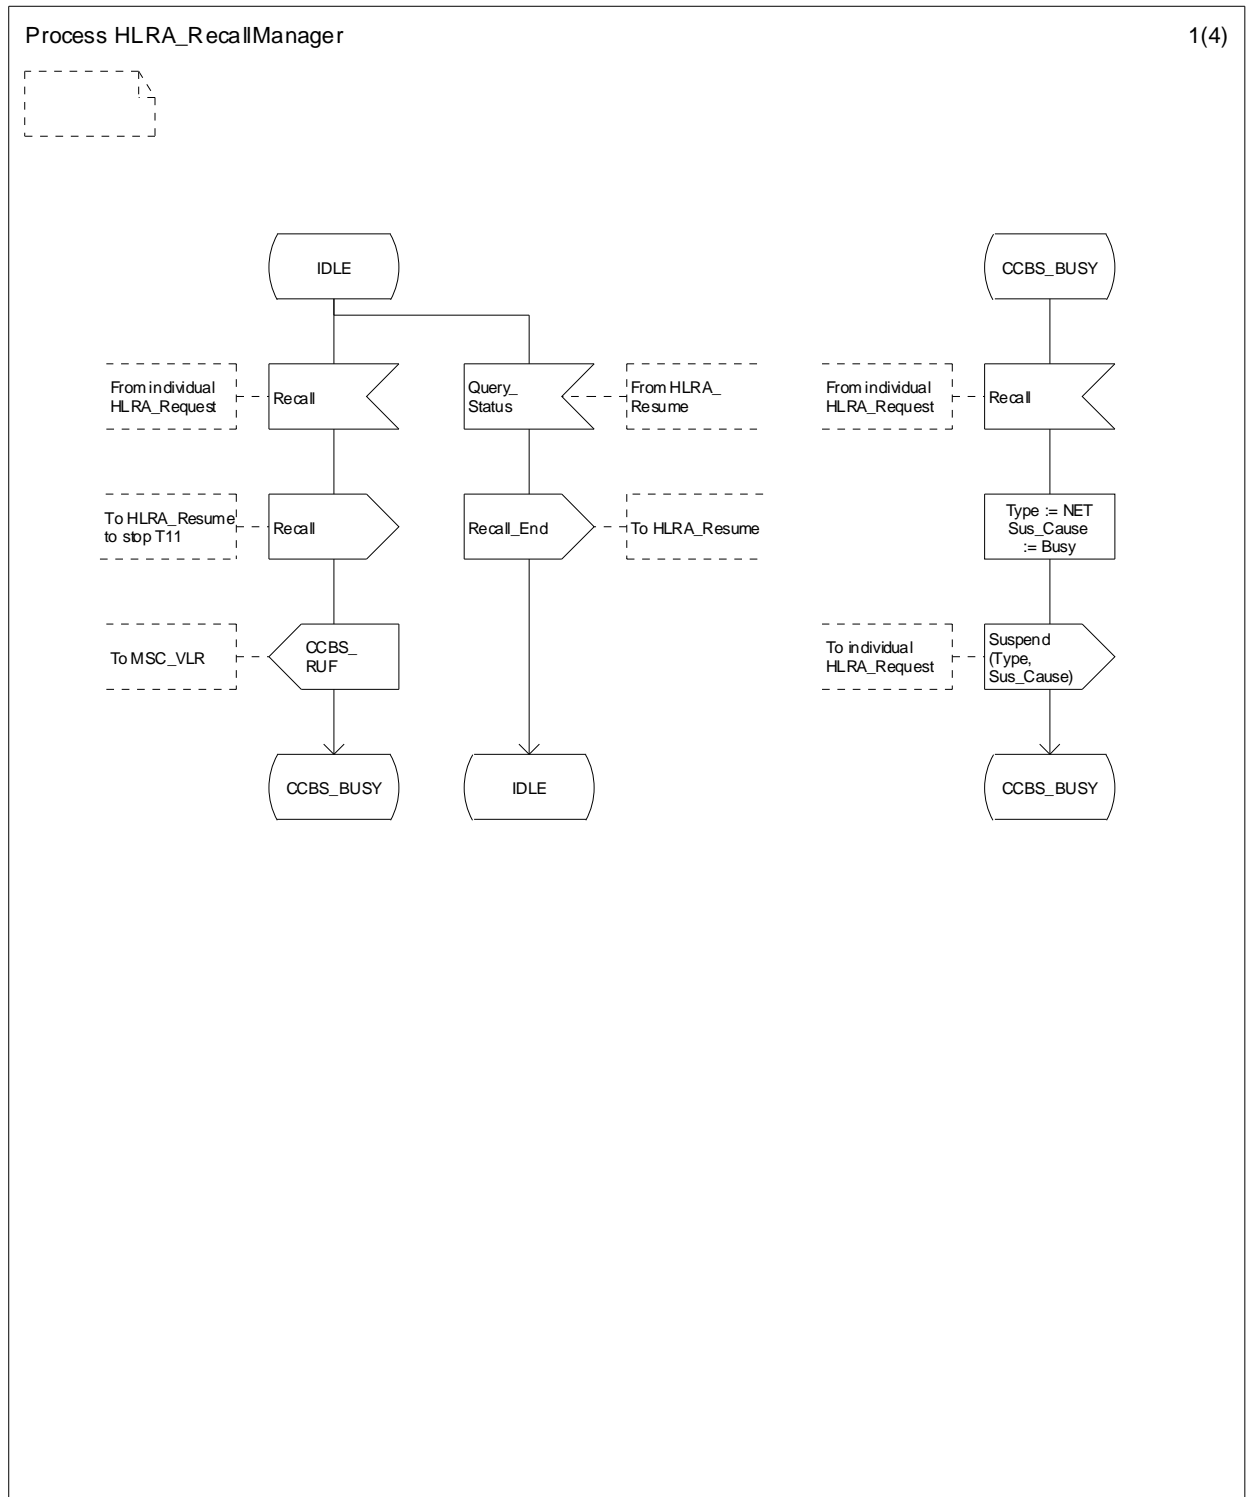 Process HLRA_RecallManager
1(4)
IDLE
From individual
HLRA_Request
Recall
Query_
Status
From HLRA_
Resume
To HLRA_Resume
to stop T11
Recall
Recall_End
To HLRA_Resume
To MSC_VLR
CCBS_
RUF
CCBS_BUSY
IDLE
CCBS_BUSY
From individual
HLRA_Request
Recall
Type := NET
Sus_Cause
:= Busy
To individual
HLRA_Request
Suspend
(Type,
Sus_Cause)
CCBS_BUSY